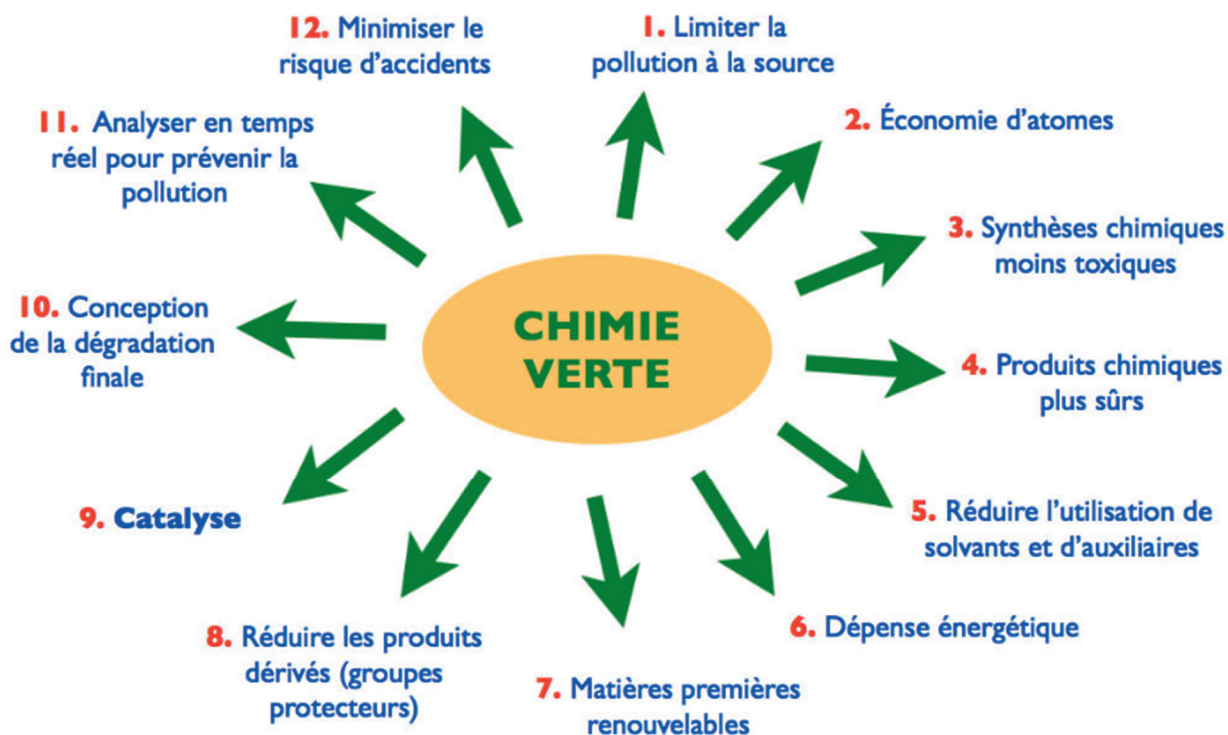 CHIMIE
VERTE
1. Limiter la
pollution à la source
2. Économie d'atomes
3. Synthèses chimiques
moins toxiques
4. Produits chimiques
plus sûrs
5. Réduire l'utilisation de
solvants et d'auxiliaires
6. Dépense énergétique
7. Matières premières
renouvelables
8. Réduire les produits
dérivés (groupes
protecteurs)
9. Catalyse
10. Conception
de la dégradation
finale
11. Analyser en temps
réel pour prévenir la
pollution
12. Minimiser le
risque d'accidents